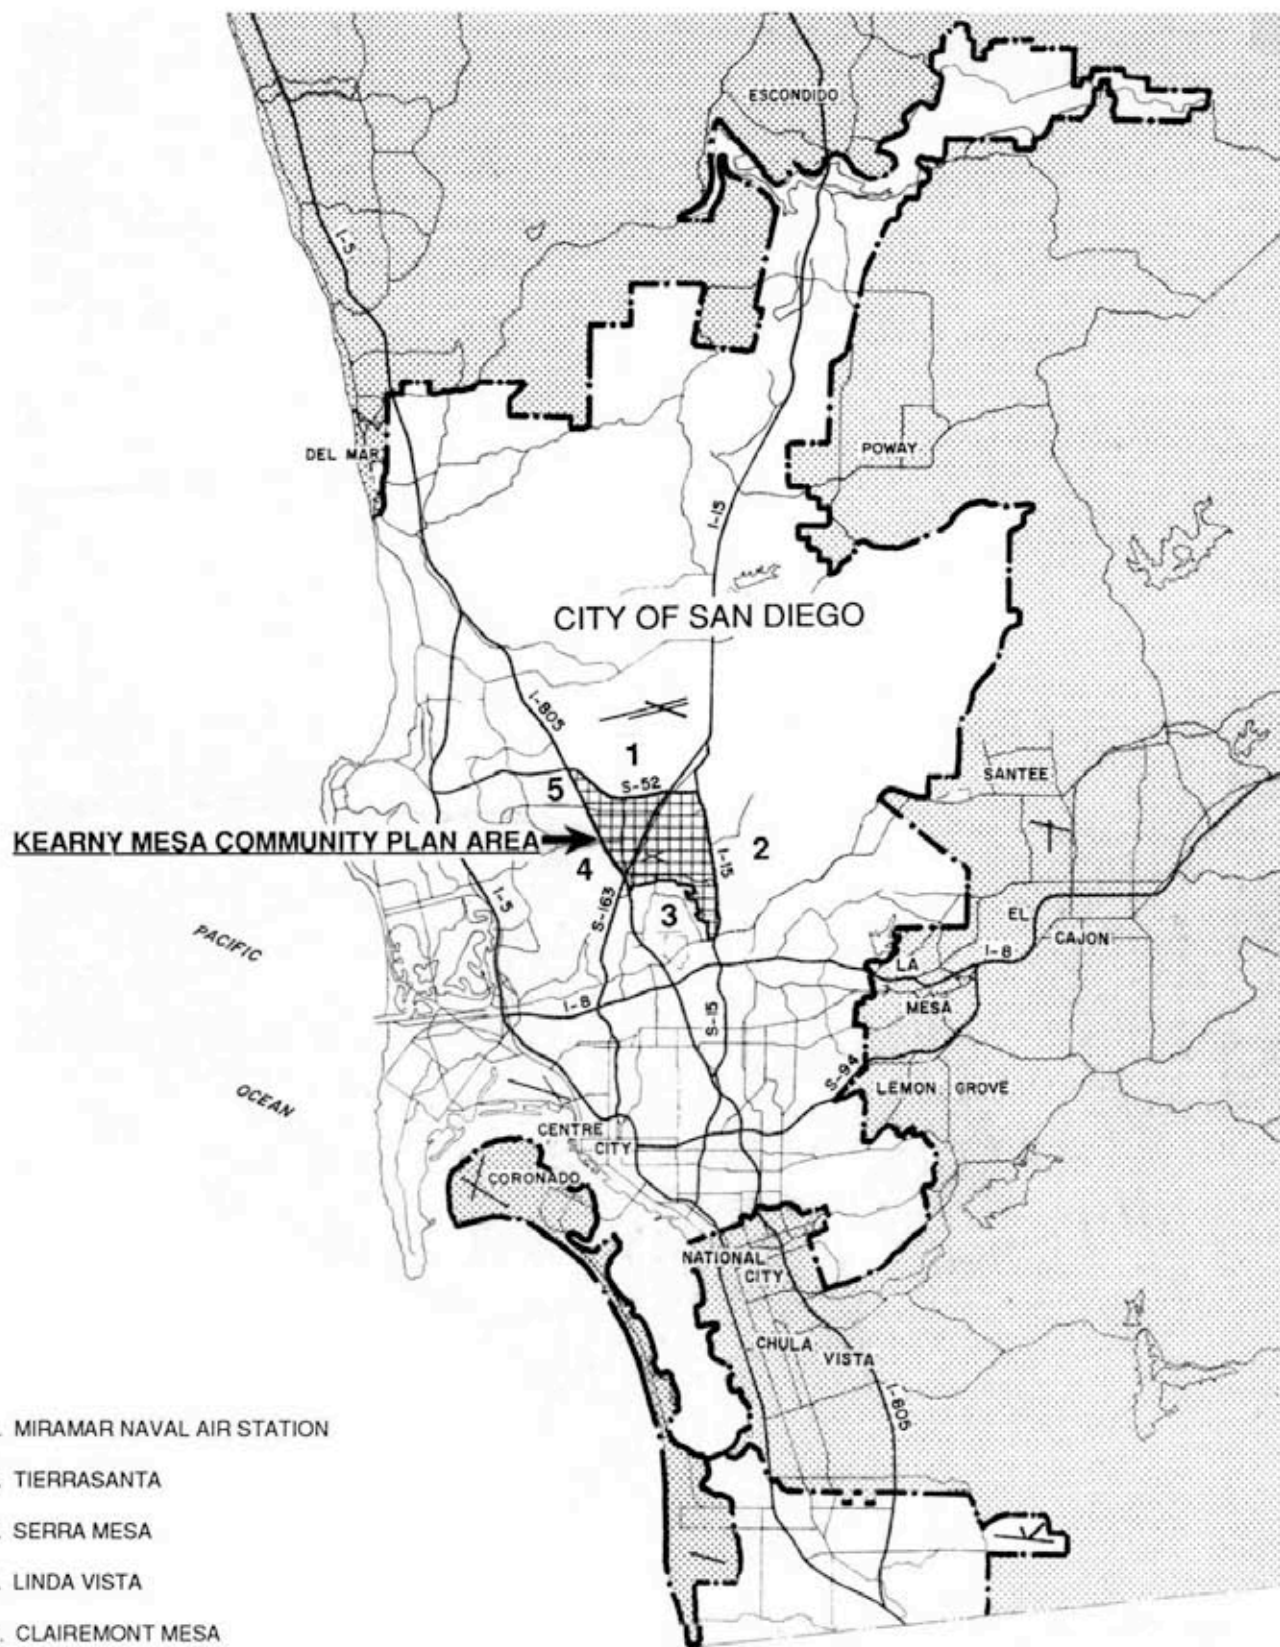 ESCONDIDO
I-5
DEL MAR
POWAY
I-15
CITY OF SAN DIEGO
I-805
1
SANTEE
5
S-52
KEARNY MESA COMMUNITY PLAN AREA
2
4
I-15
I-5
S-163
3
EL
CAJON
PACIFIC
I-8
LA
MESA
I-8
S-15
S-94
LEMON GROVE
OCEAN
CENTRE
CITY
CORONADO
NATIONAL
CITY
CHULA
VISTA
I-805
MIRAMAR NAVAL AIR STATION
TIERRASANTA
SERRA MESA
LINDA VISTA
CLAIREMONT MESA